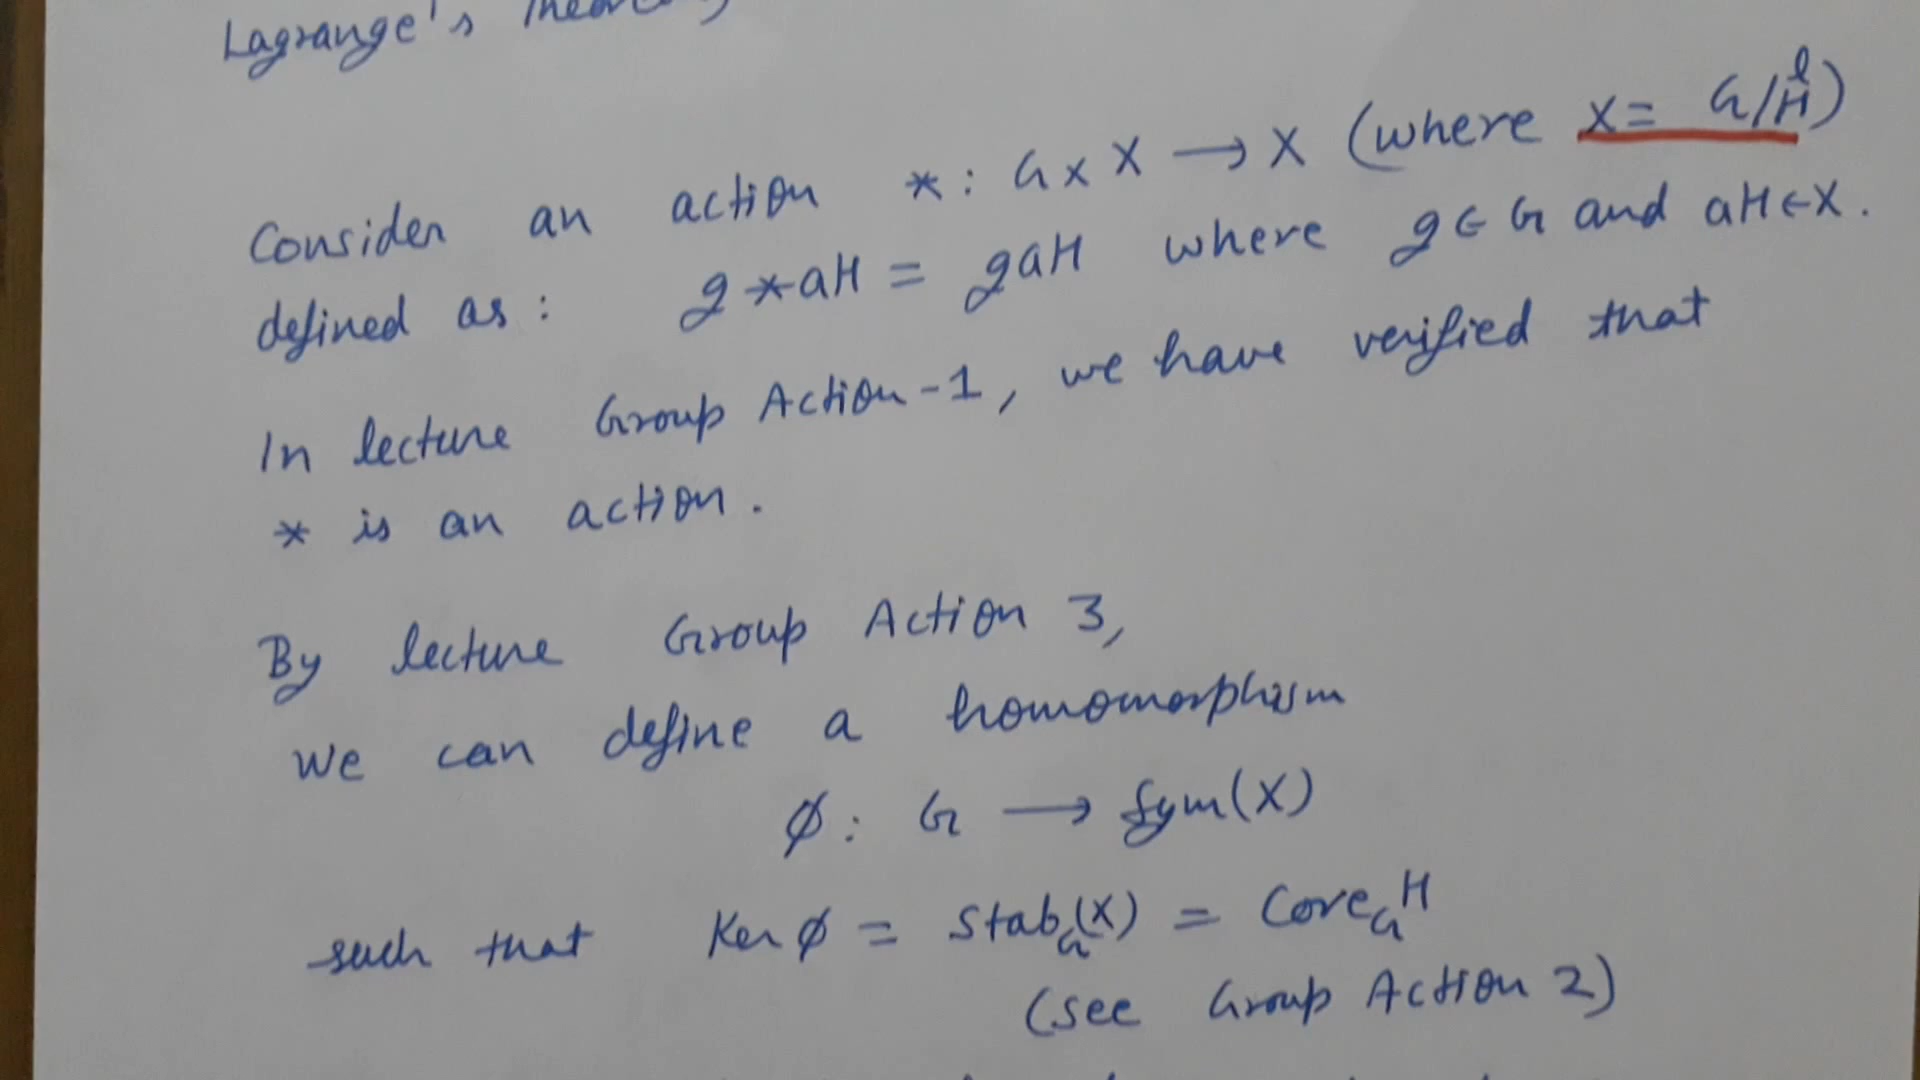 Lagrange's Theorem
Consider an action *: G x X → X (where X = G/H^l)
defined as: g * aH = gaH where g ∈ G and aH ∈ X.
In lecture Group Action-1, we have verified that
* is an action.
By lecture Group Action 3,
we can define a homomorphism
ϕ: G → Sym(X)
such that Ker ϕ = Stab_G(X) = Core_G H
(see Group Action 2)